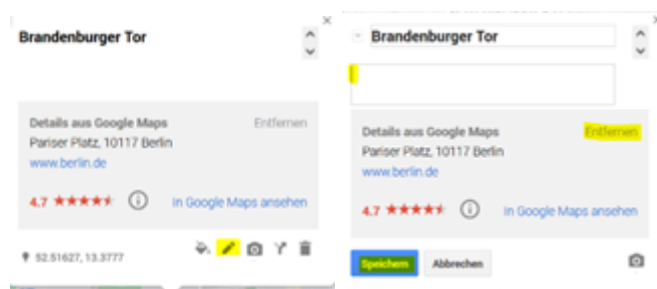 Brandenburger Tor
Details aus Google Maps Entfernen
Pariser Platz, 10117 Berlin
www.berlin.de
4.7 In Google Maps ansehen
52.51627, 13.3777
Brandenburger Tor
Details aus Google Maps Entfernen
Pariser Platz, 10117 Berlin
www.berlin.de
4.7 In Google Maps ansehen
Speichern Abbrechen